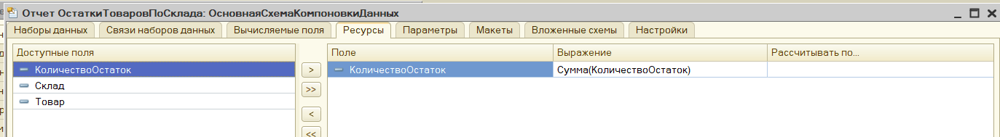 Отчет ОстаткиТоваровПоСклада: ОсновнаяСхемаКомпоновкиДанных
Наборы данных Связи наборов данных Вычисляемые поля Ресурсы Параметры Макеты Вложенные схемы Настройки
Доступные поля Поле Выражение Рассчитывать по...
КоличествоОстаток > КоличествоОстаток Сумма(КоличествоОстаток)
Склад >>
Товар <
<<